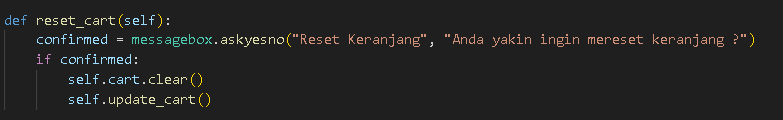 def reset_cart(self):
    confirmed = messagebox.askyesno("Reset Keranjang", "Anda yakin ingin mereset keranjang ?")
    if confirmed:
        self.cart.clear()
        self.update_cart()